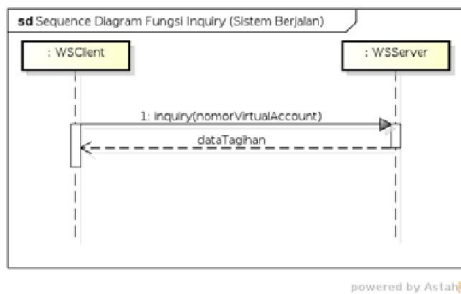 sd Sequence Diagram Fungsi Inquiry (Sistem Berjalan)
: WSClient
: WSServer
1: inquiry(nomorVirtualAccount)
dataTagihan
powered by Astah